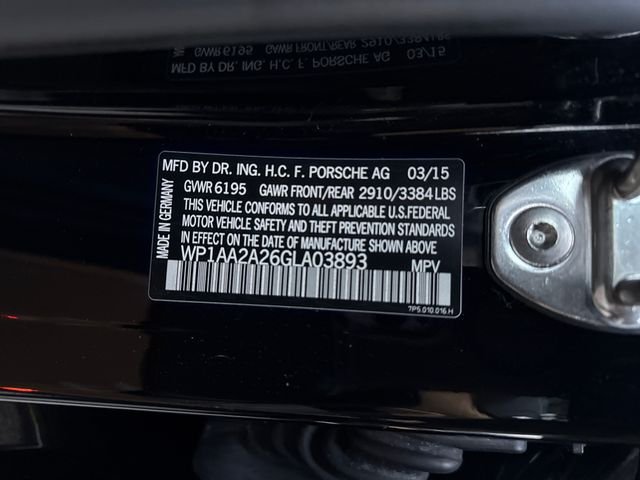 MFD BY DR. ING. H.C. F. PORSCHE AG 03/15
GVWR 6195 GAWR FRONT/REAR 2910/3384 LBS
THIS VEHICLE CONFORMS TO ALL APPLICABLE U.S. FEDERAL
MOTOR VEHICLE SAFETY AND THEFT PREVENTION STANDARDS
IN EFFECT ON THE DATE OF MANUFACTURE SHOWN ABOVE.
WP1AA2A26GLA03893 MPV
7P5.010.016.H
MADE IN GERMANY